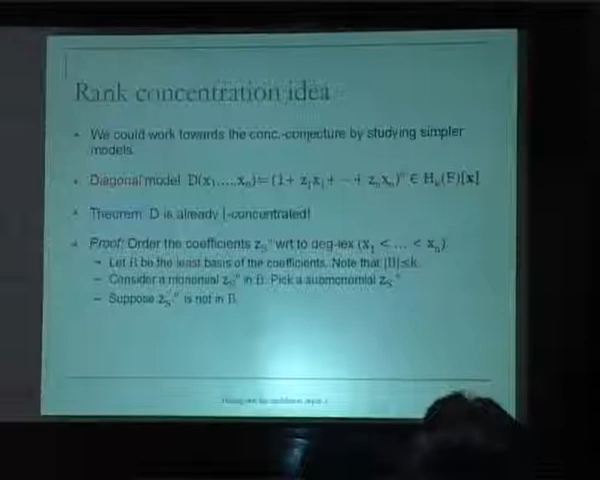 Rank concentration idea
We could work towards the conc.-conjecture by studying simpler
models.
Diagonal model D(x₁,...,xₙ)=(1+ z₁x₁+ ··· + zₙxₙ) ∈ Hₖ(F)[x]
Theorem: D is already -concentrated!
Proof: Order the coefficients wrt to deg-lex (x₁ < ... < xₙ)
– Let B be the least basis of the coefficients. Note that |B|≤k.
– Consider a monomial in B. Pick a submonomial
– Suppose is not in B.